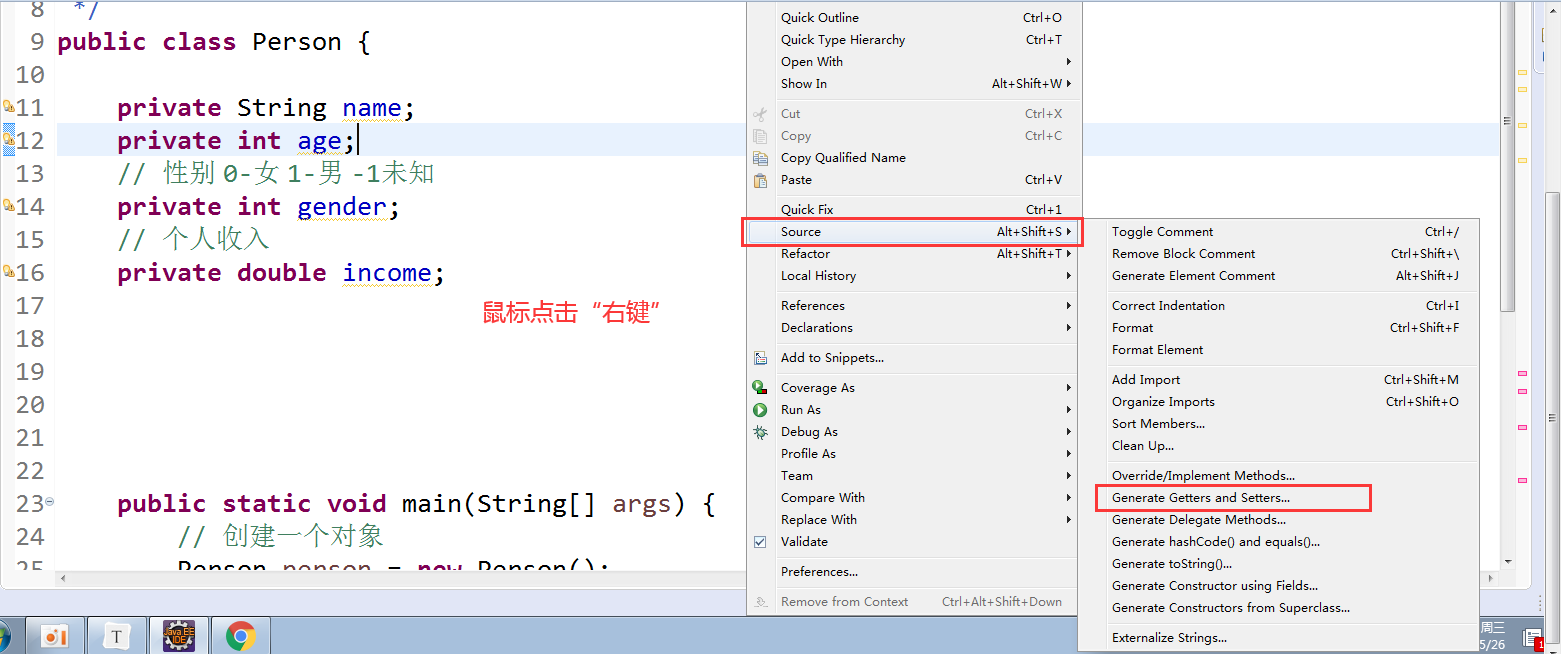 8 */
9 public class Person {
10
11 private String name;
12 private int age;
13 // 性别 0-女 1-男 -1未知
14 private int gender;
15 // 个人收入
16 private double income;
17
18
19
20
21
22
23 public static void main(String[] args) {
24 // 创建一个对象
25 Person person = new Person();
鼠标点击“右键”
Quick Outline Ctrl+O
Quick Type Hierarchy Ctrl+T
Open With
Show In Alt+Shift+W
Cut Ctrl+X
Copy Ctrl+C
Copy Qualified Name
Paste Ctrl+V
Quick Fix Ctrl+1
Source Alt+Shift+S
Refactor Alt+Shift+T
Local History
References
Declarations
Add to Snippets...
Coverage As
Run As
Debug As
Profile As
Team
Compare With
Replace With
Validate
Preferences...
Remove from Context Ctrl+Alt+Shift+Down
Toggle Comment Ctrl+/
Remove Block Comment Ctrl+Shift+\
Generate Element Comment Alt+Shift+J
Correct Indentation Ctrl+I
Format Ctrl+Shift+F
Format Element
Add Import Ctrl+Shift+M
Organize Imports Ctrl+Shift+O
Sort Members...
Clean Up...
Override/Implement Methods...
Generate Getters and Setters...
Generate Delegate Methods...
Generate hashCode() and equals()...
Generate toString()...
Generate Constructor using Fields...
Generate Constructors from Superclass...
Externalize Strings...
T
Java EE
IDE
周三
5/26
1